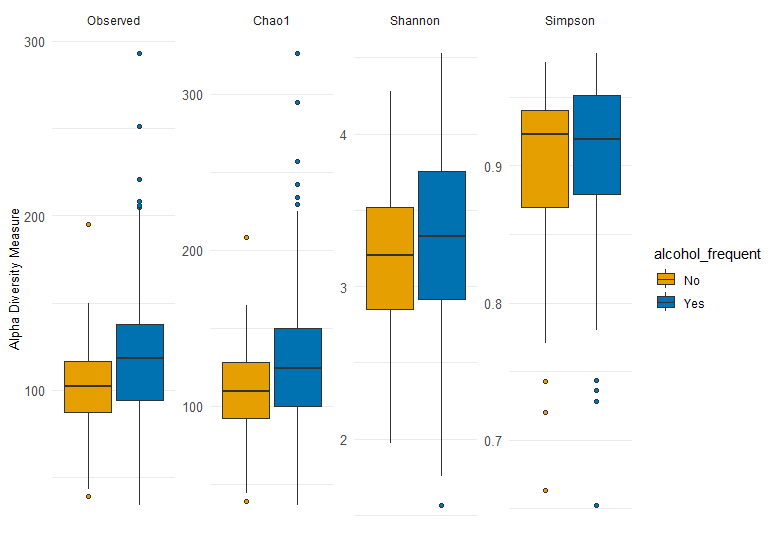 Observed
Chao1
Shannon
Simpson
Alpha Diversity Measure
300
200
100
300
200
100
4
3
2
0.9
0.8
0.7
alcohol_frequent
No
Yes